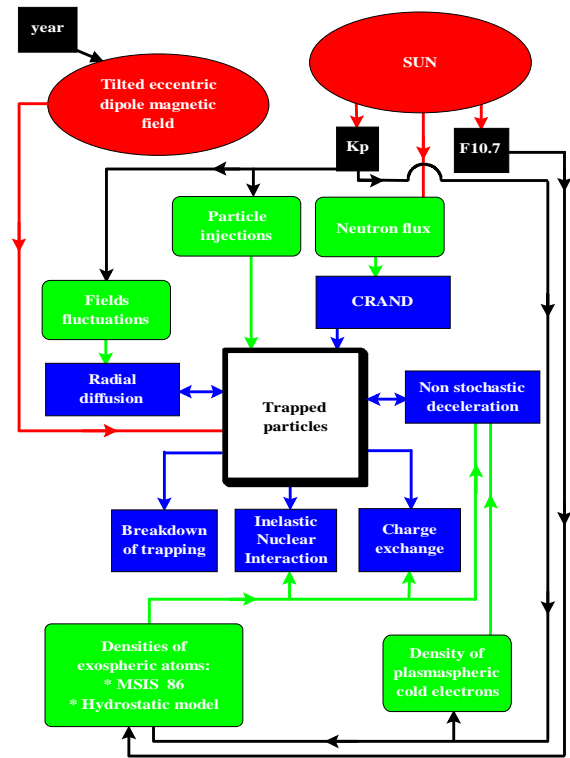 year
SUN
Tilted eccentric
dipole magnetic
field
Kp
F10.7
Particle
injections
Neutron flux
Fields
fluctuations
CRAND
Radial
diffusion
Trapped
particles
Non stochastic
deceleration
Breakdown
of trapping
Inelastic
Nuclear
Interaction
Charge
exchange
Densities of
exospheric atoms:
* MSIS 86
* Hydrostatic model
Density of
plasmaspheric
cold electrons